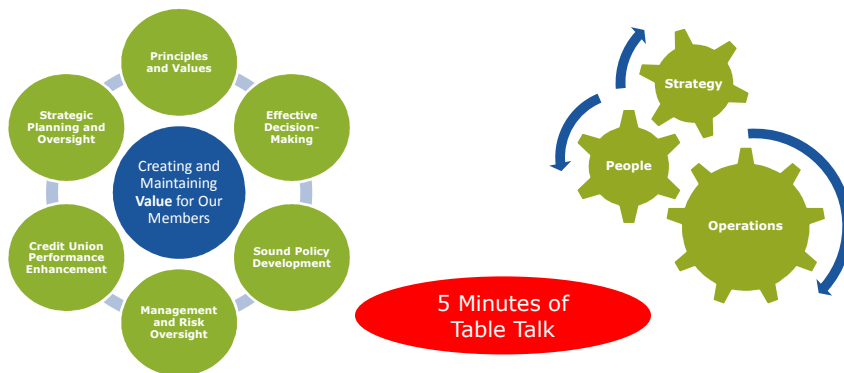 Principles
and Values
Effective
Decision-
Making
Sound Policy
Development
Management
and Risk
Oversight
Credit Union
Performance
Enhancement
Strategic
Planning and
Oversight
Creating and
Maintaining
Value for Our
Members
Strategy
People
Operations
5 Minutes of
Table Talk